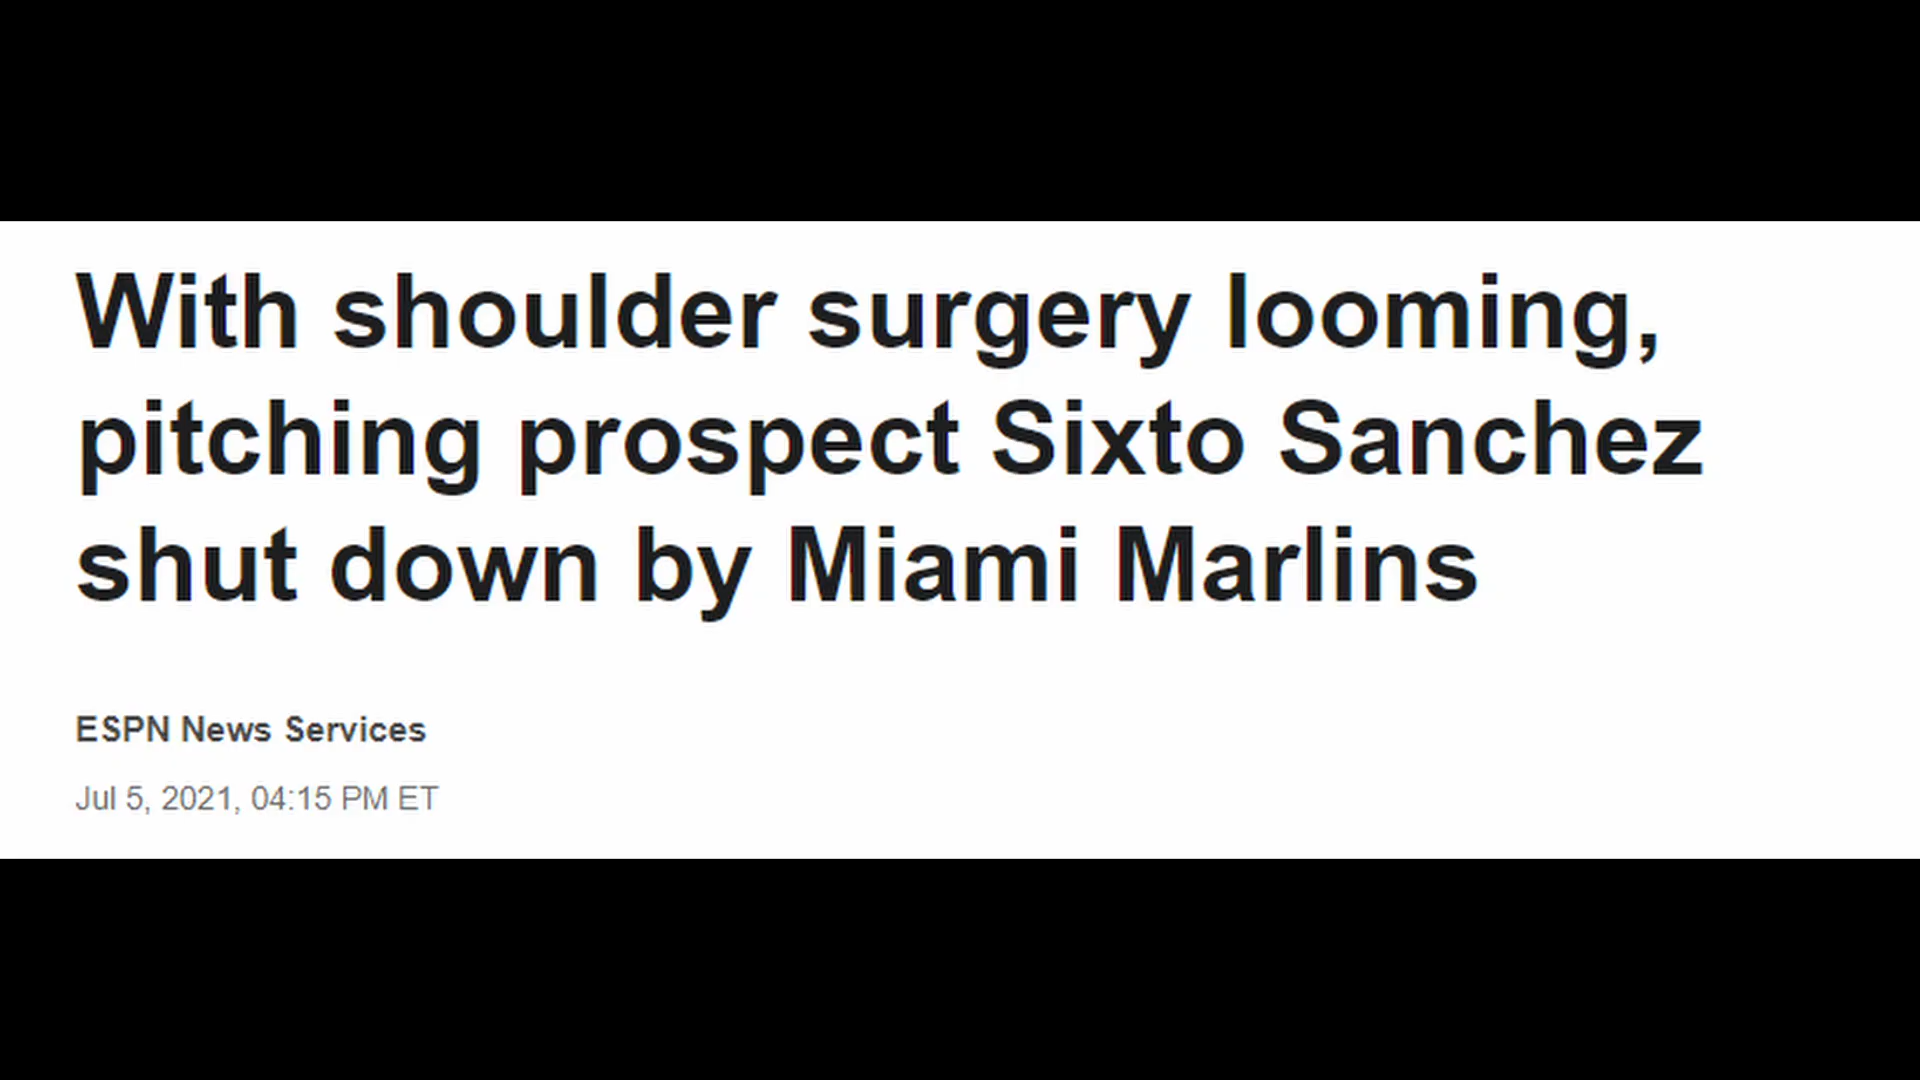 With shoulder surgery looming,
pitching prospect Sixto Sanchez
shut down by Miami Marlins
ESPN News Services
Jul 5, 2021, 04:15 PM ET